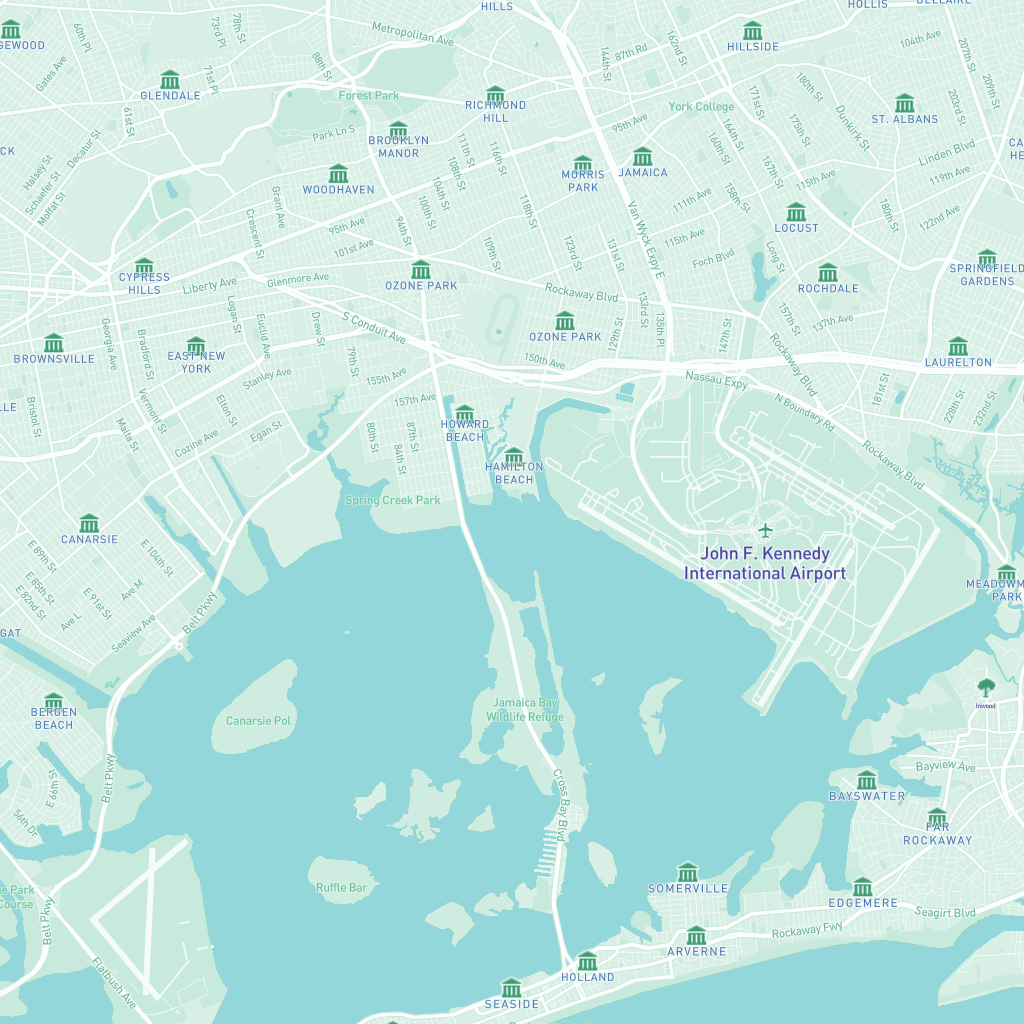 HILLS
HOLLIS
BELLAIRE
78th St
73rd Pl
60th Pl
Metropolitan Ave
162nd St
104th Ave
207th St
87th Rd
144th St
HILLSIDE
88th St
71st Pl
Gates Ave
GLENDALE
Forest Park
RICHMOND
HILL
York College
180th St
171st St
209th St
203rd St
61st St
Park Ln S
BROOKLYN
MANOR
95th Ave
ST. ALBANS
Dunkirk St
175th St
164th St
160th St
111th St
116th St
Linden Blvd
Decatur St
Halsey St
Schaefer St
Moffat St
WOODHAVEN
108th St
104th St
100th St
MORRIS
PARK
JAMAICA
167th St
115th Ave
119th Ave
Grant Ave
Crescent St
94th St
118th St
158th St
111th Ave
180th St
122nd Ave
95th Ave
101st Ave
109th St
123rd St
131st St
Van Wyck Expy E
115th Ave
Foch Blvd
LOCUST
Long St
CYPRESS
HILLS
Liberty Ave
Glenmore Ave
OZONE PARK
ROCHDALE
SPRINGFIELD
GARDENS
Rockaway Blvd
133rd St
135th Pl
157th St
137th Ave
Georgia Ave
Bradford St
Logan St
Euclid Ave
Drew St
S Conduit Ave
OZONE PARK
129th St
147th St
BROWNSVILLE
EAST NEW
YORK
79th St
150th Ave
Rockaway Blvd
LAURELTON
Stanley Ave
155th Ave
Nassau Expy
181st St
Bristol St
Vermont St
Elton St
157th Ave
N Boundary Rd
228th St
222nd St
Malta St
Cozine Ave
Egan St
80th St
87th St
84th St
HOWARD
BEACH
HAMILTON
BEACH
Rockaway Blvd
Spring Creek Park
CANARSIE
E 104th St
E 89th St
E 85th St
E 82nd St
E 91st St
Ave M
Ave L
Seaview Ave
Belt Pkwy
John F. Kennedy
International Airport
PARK
BERGEN
BEACH
Canarsie Pol
Jamaica Bay
Wildlife Refuge
Inwood
Belt Pkwy
E 66th St
56th Dr
Cross Bay Blvd
Bayview Ave
BAYSWATER
FAR
ROCKAWAY
Ruffle Bar
SOMERVILLE
EDGEMERE
Seagirt Blvd
Park
Course
Belt Pkwy
Flatbush Ave
Rockaway Fwy
ARVERNE
HOLLAND
SEASIDE